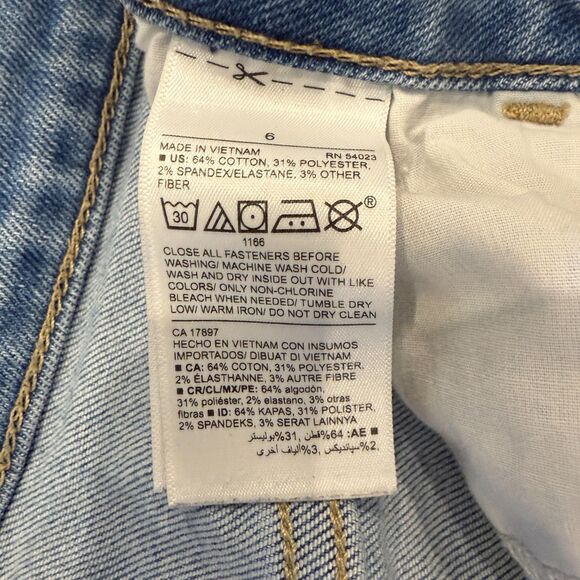 6
MADE IN VIETNAM RN 54023
■ US: 64% COTTON, 31% POLYESTER,
2% SPANDEX/ELASTANE, 3% OTHER
FIBER
30 ®
1166
CLOSE ALL FASTENERS BEFORE
WASHING/ MACHINE WASH COLD/
WASH AND DRY INSIDE OUT WITH LIKE
COLORS/ ONLY NON-CHLORINE
BLEACH WHEN NEEDED/ TUMBLE DRY
LOW/ WARM IRON/ DO NOT DRY CLEAN
CA 17897
HECHO EN VIETNAM CON INSUMOS
IMPORTADOS/ DIBUAT DI VIETNAM
■ CA: 64% COTON, 31% POLYESTER,
2% ÉLASTHANNE, 3% AUTRE FIBRE
■ CR/CL/MX/PE: 64% algodón,
31% poliéster, 2% elastano, 3% otras
fibras ■ ID: 64% KAPAS, 31% POLISTER,
2% SPANDEKS, 3% SERAT LAINNYA
■ AE: 64% قطن, 31% بوليستر
2% سپانديكس, 3% ألياف أخرى